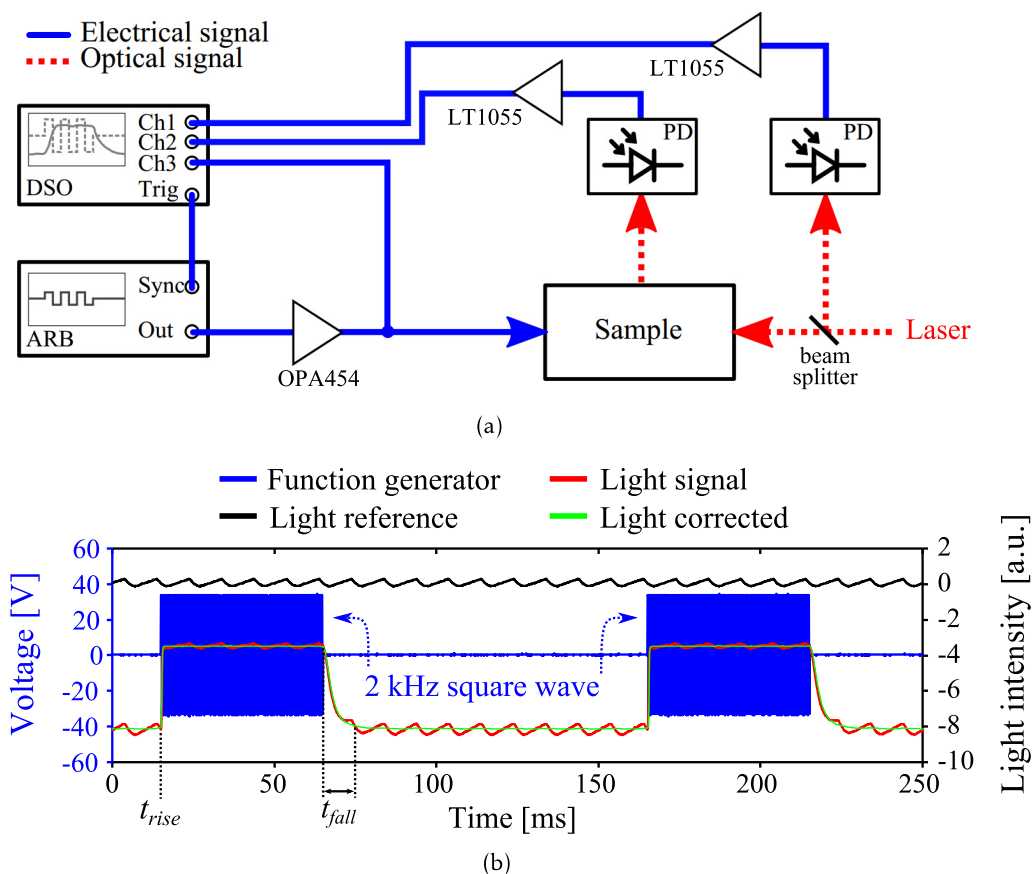 Electrical signal
Optical signal
LT1055
LT1055
PD
PD
Ch1
Ch2
Ch3
Trig
DSO
Sync
Out
ARB
OPA454
Sample
Laser
beam
splitter
(a)
Function generator
Light signal
Light reference
Light corrected
Voltage [V]
60
40
20
0
-20
-40
-60
2 kHz square wave
2
0
-2
-4
-6
-8
-10
Light intensity [a.u.]
0
50
100
150
200
250
t_rise
t_fall
Time [ms]
(b)